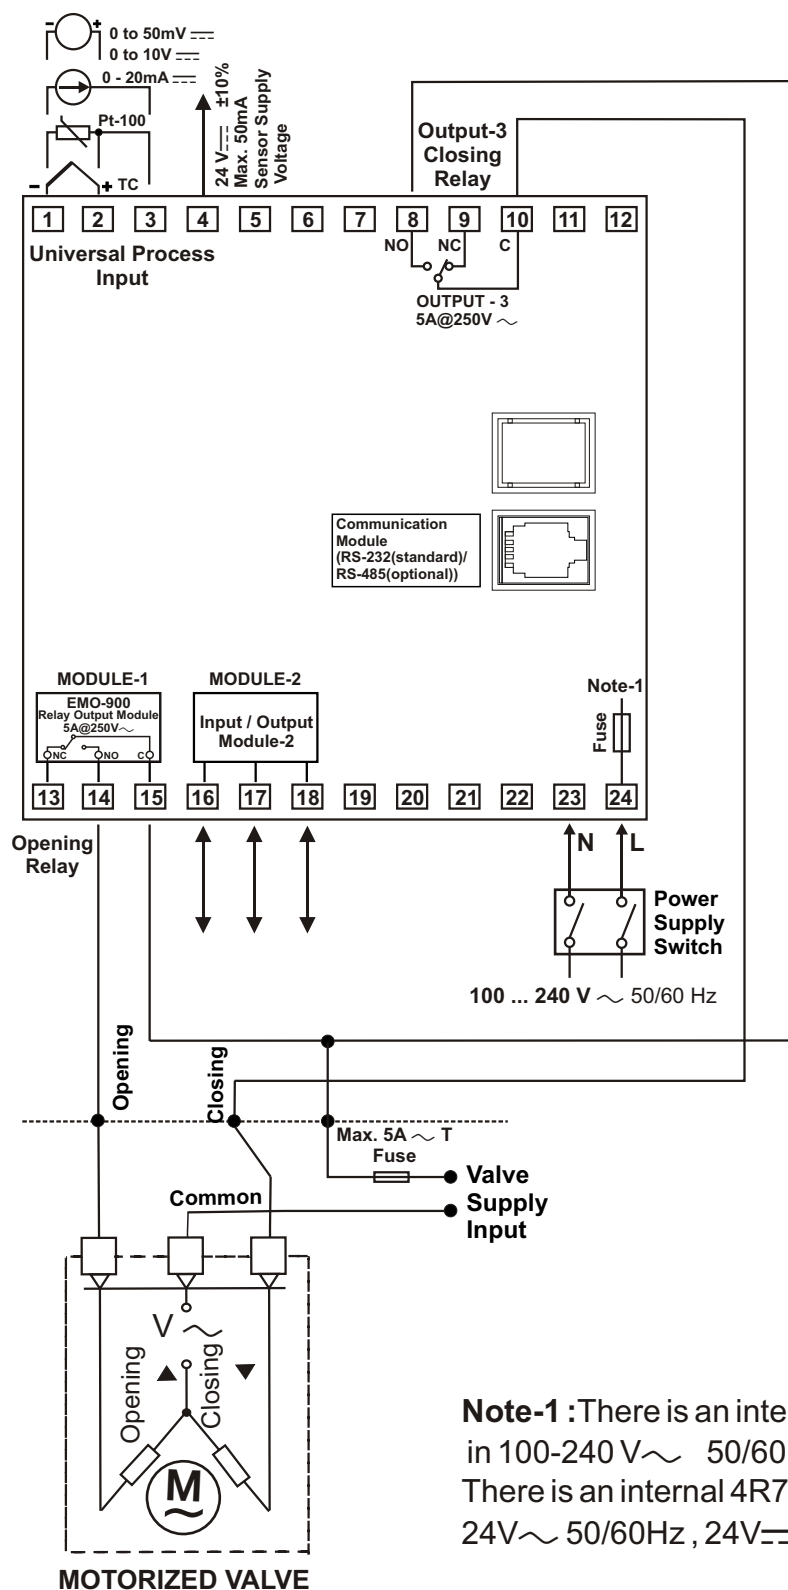 0 to 50mV
0 to 10V
0 - 20mA
Pt-100
- + TC
24 V ±10%
Max. 50mA
Sensor Supply
Voltage
Output-3
Closing
Relay
1 2 3 4 5 6 7 8 9 10 11 12
Universal Process
Input
NO NC C
OUTPUT - 3
5A@250V ~
Communication
Module
(RS-232(standard)/
RS-485(optional))
MODULE-1
EMO-900
Relay Output Module
5A@250V~
NC NO C
MODULE-2
Input / Output
Module-2
Note-1
Fuse
13 14 15 16 17 18 19 20 21 22 23 24
Opening
Relay
N L
Power
Supply
Switch
100 ... 240 V ~ 50/60 Hz
Opening
Closing
Max. 5A ~ T
Fuse
Valve
Supply
Input
Common
V ~
Opening
Closing
M
~
MOTORIZED VALVE
Note-1 : There is an inte
in 100-240 V~ 50/60
There is an internal 4R7
24V~ 50/60Hz , 24V